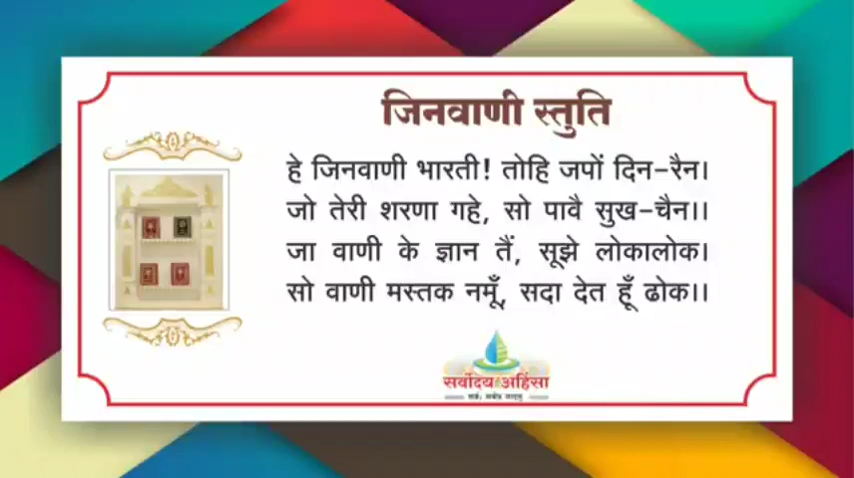 जिनवाणी स्तुति
हे जिनवाणी भारती! तोहि जपों दिन-रैन।
जो तेरी शरणा गहे, सो पावै सुख-चैन।।
जा वाणी के ज्ञान तैं, सूझे लोकालोक।
सो वाणी मस्तक नमूँ, सदा देत हूँ ढोक।।
सर्वोदय अहिंसा